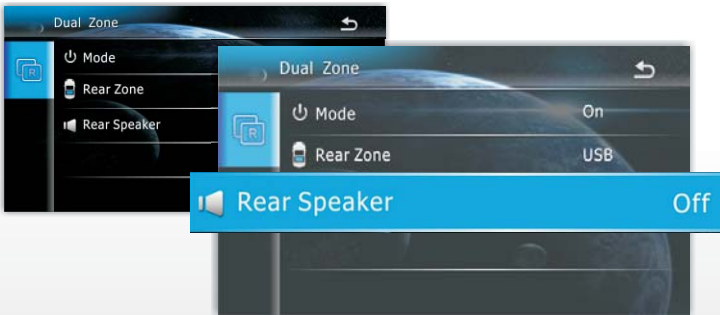 Dual Zone
Mode
Rear Zone
Rear Speaker
Dual Zone
R
Mode On
Rear Zone USB
Rear Speaker Off